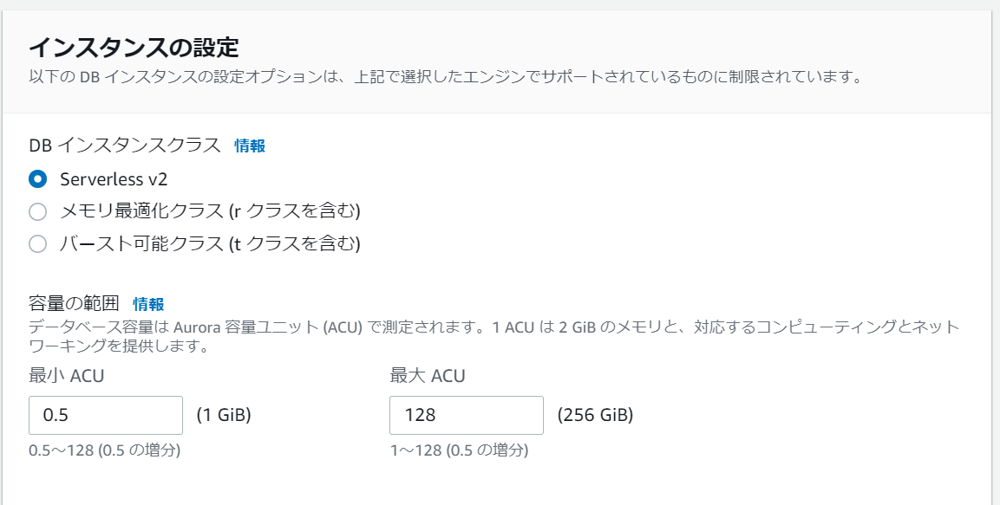 インスタンスの設定
以下の DB インスタンスの設定オプションは、上記で選択したエンジンでサポートされているものに制限されています。
DB インスタンスクラス 情報
Serverless v2
メモリ最適化クラス (r クラスを含む)
バースト可能クラス (t クラスを含む)
容量の範囲 情報
データベース容量は Aurora 容量ユニット (ACU) で測定されます。1 ACU は 2 GiB のメモリと、対応するコンピューティングとネット
ワーキングを提供します。
最小 ACU 最大 ACU
0.5 (1 GiB) 128 (256 GiB)
0.5〜128 (0.5 の増分) 1〜128 (0.5 の増分)